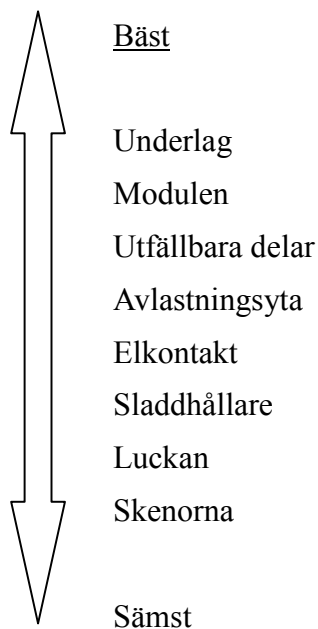 Bäst
Underlag
Modulen
Utfällbara delar
Avlastningsyta
Elkontakt
Sladdhållare
Luckan
Skenorna
Sämst